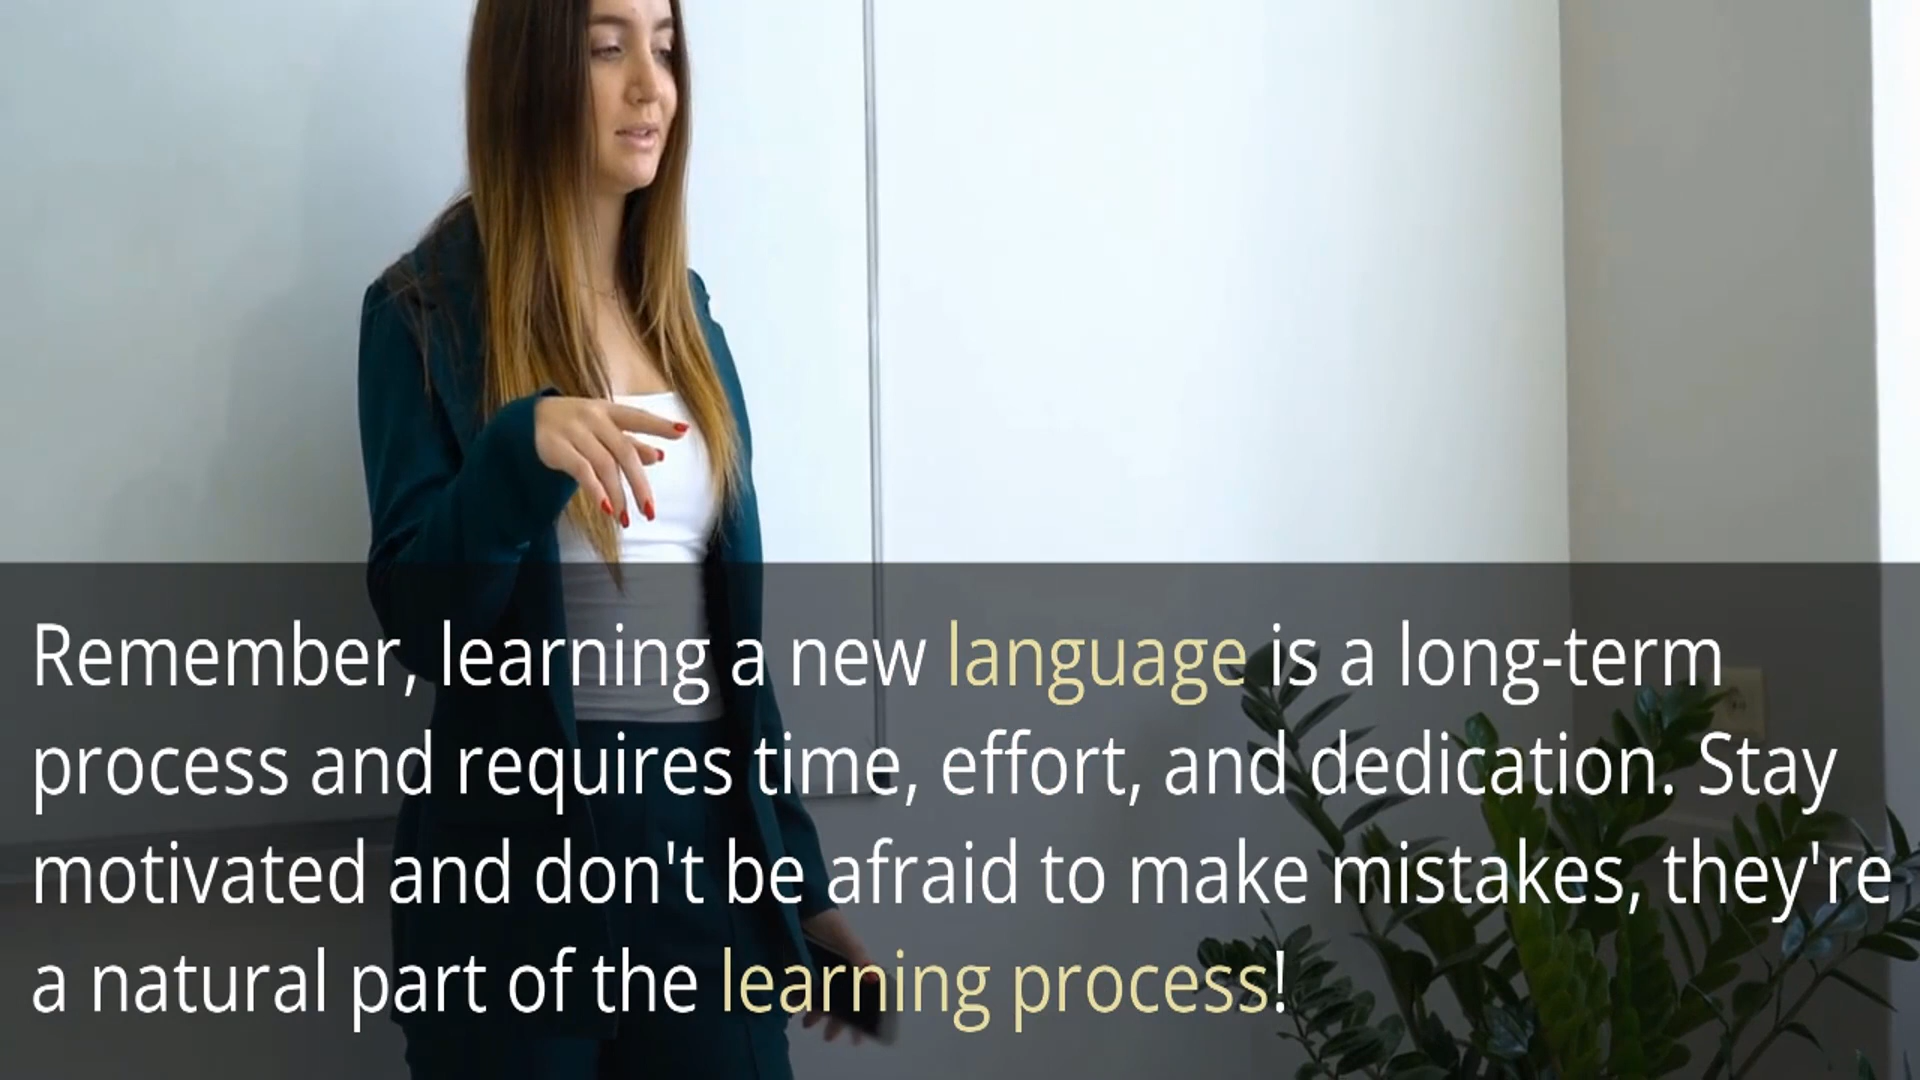 Remember, learning a new language is a long-term
process and requires time, effort, and dedication. Stay
motivated and don't be afraid to make mistakes, they're
a natural part of the learning process!